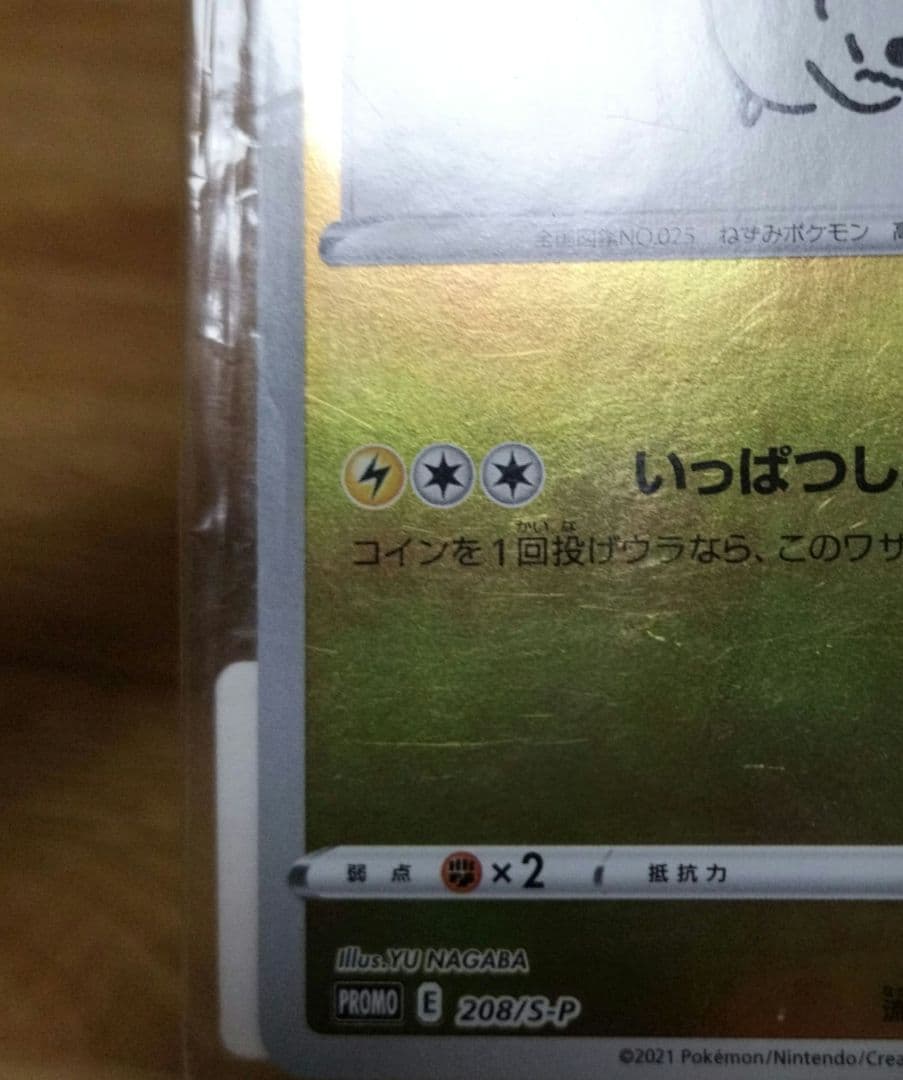 全国図鑑NO.025 ねずみポケモン 高
いっぱつし
かい な
コインを1回投げウラなら、このワザ
弱点 ×2 抵抗力
Illus.YU NAGABA
PROMO E 208/S-P
©2021 Pokémon/Nintendo/Crea